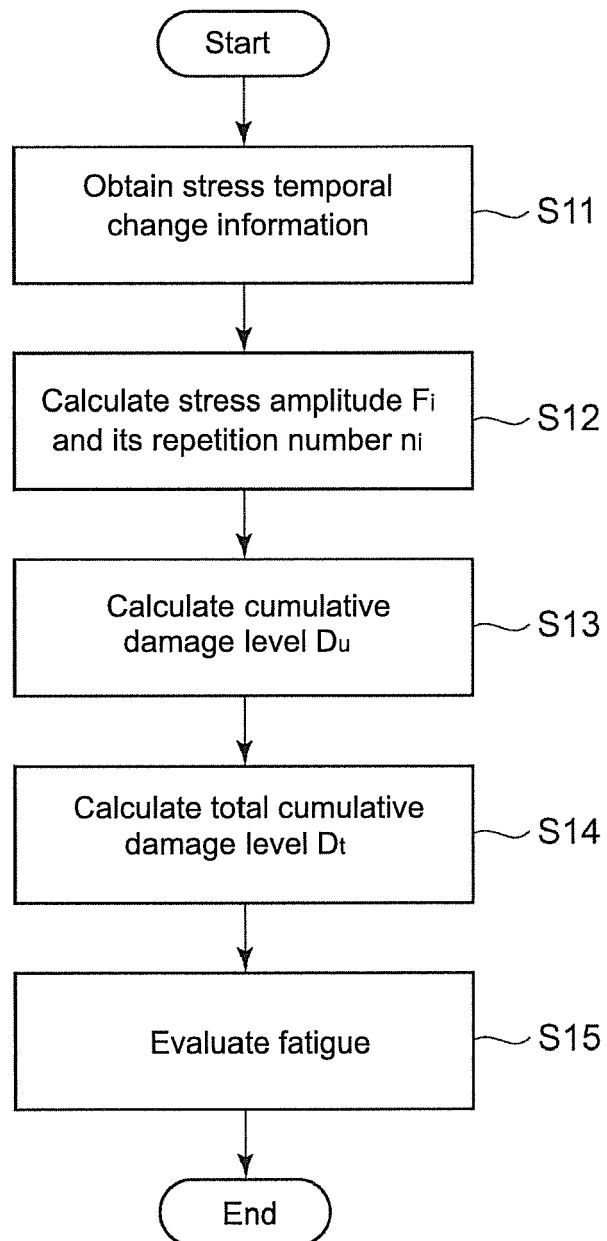 Start
Obtain stress temporal
change information
S11
Calculate stress amplitude Fi
and its repetition number ni
S12
Calculate cumulative
damage level Du
S13
Calculate total cumulative
damage level Dt
S14
Evaluate fatigue
S15
End